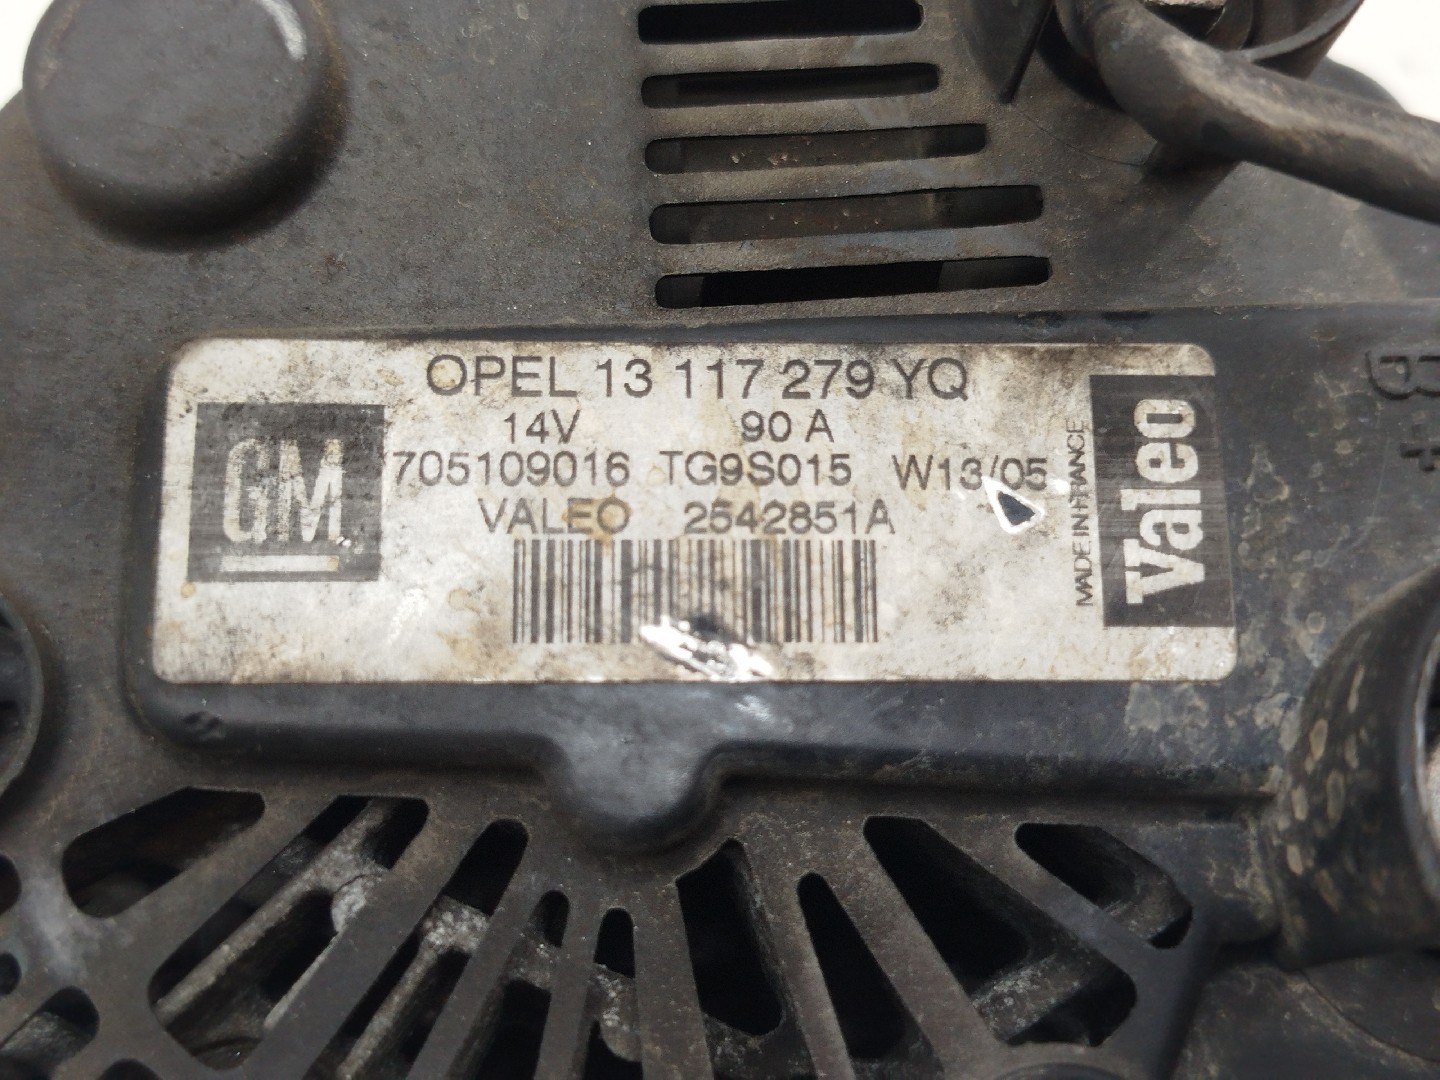 OPEL 13 117 279 YQ
14V 90 A
705109016 TG9S015 W13/05
VALEO 2542851A
GM
MADE IN FRANCE
Valeo
B+